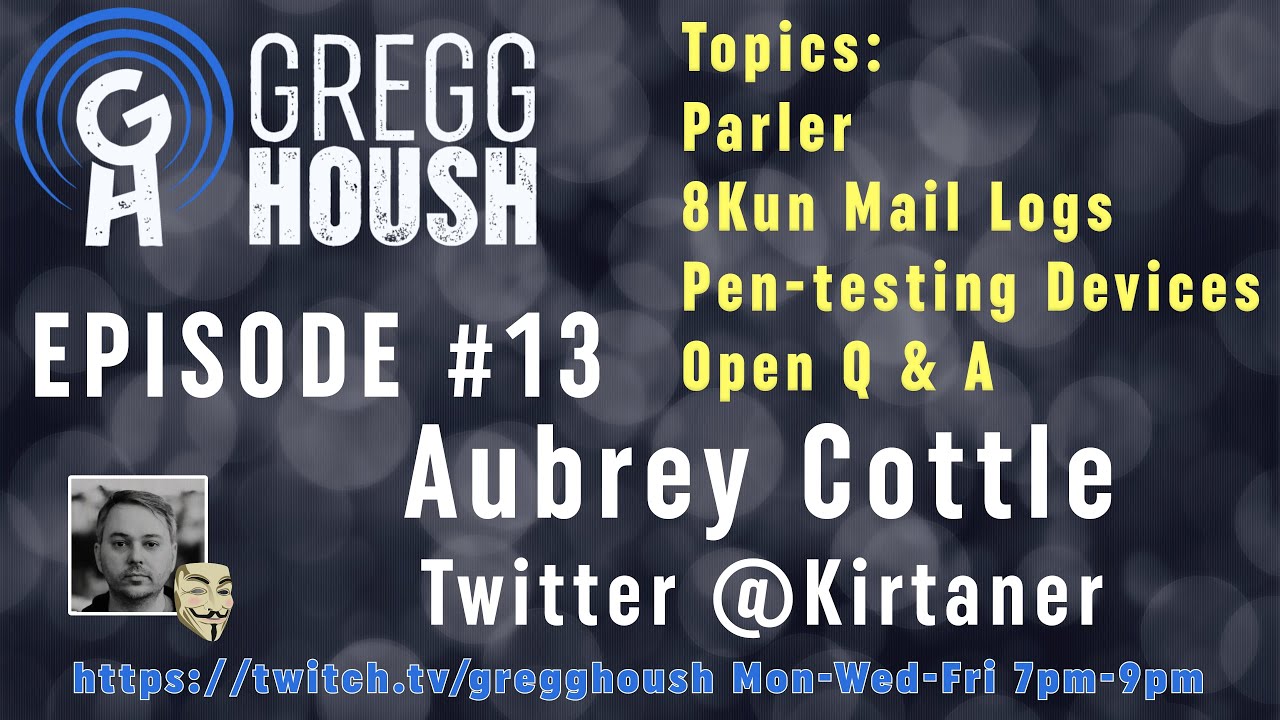 GH
GREGG
HOUSH
EPISODE #13
Topics:
Parler
8Kun Mail Logs
Pen-testing Devices
Open Q & A
Aubrey Cottle
Twitter @Kirtaner
https://twitch.tv/gregghoush Mon-Wed-Fri 7pm-9pm